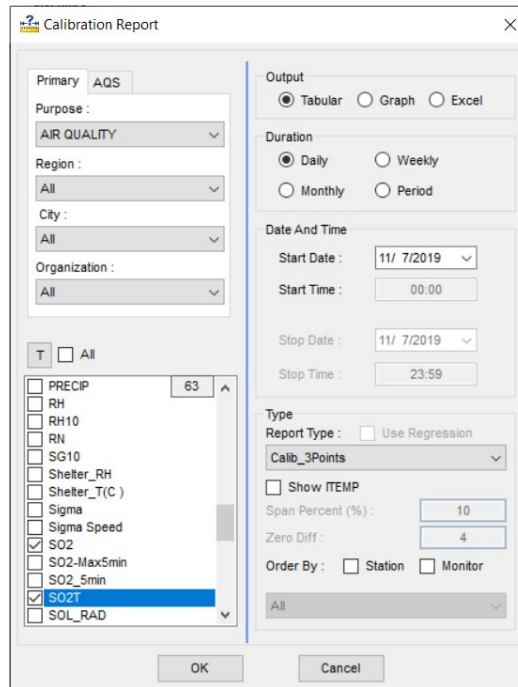 Calibration Report
Primary AQS
Purpose :
AIR QUALITY
Region :
All
City :
All
Organization :
All
T All
PRECIP 63
RH
RH10
RN
SG10
Shelter_RH
Shelter_T(C )
Sigma
Sigma Speed
SO2
SO2-Max5min
SO2_5min
SO2T
SOL_RAD
Output
Tabular Graph Excel
Duration
Daily Weekly
Monthly Period
Date And Time
Start Date : 11/ 7/2019
Start Time : 00:00
Stop Date : 11/ 7/2019
Stop Time : 23:59
Type
Report Type : Use Regression
Calib_3Points
Show ITEMP
Span Percent (%) : 10
Zero Diff : 4
Order By : Station Monitor
All
OK Cancel